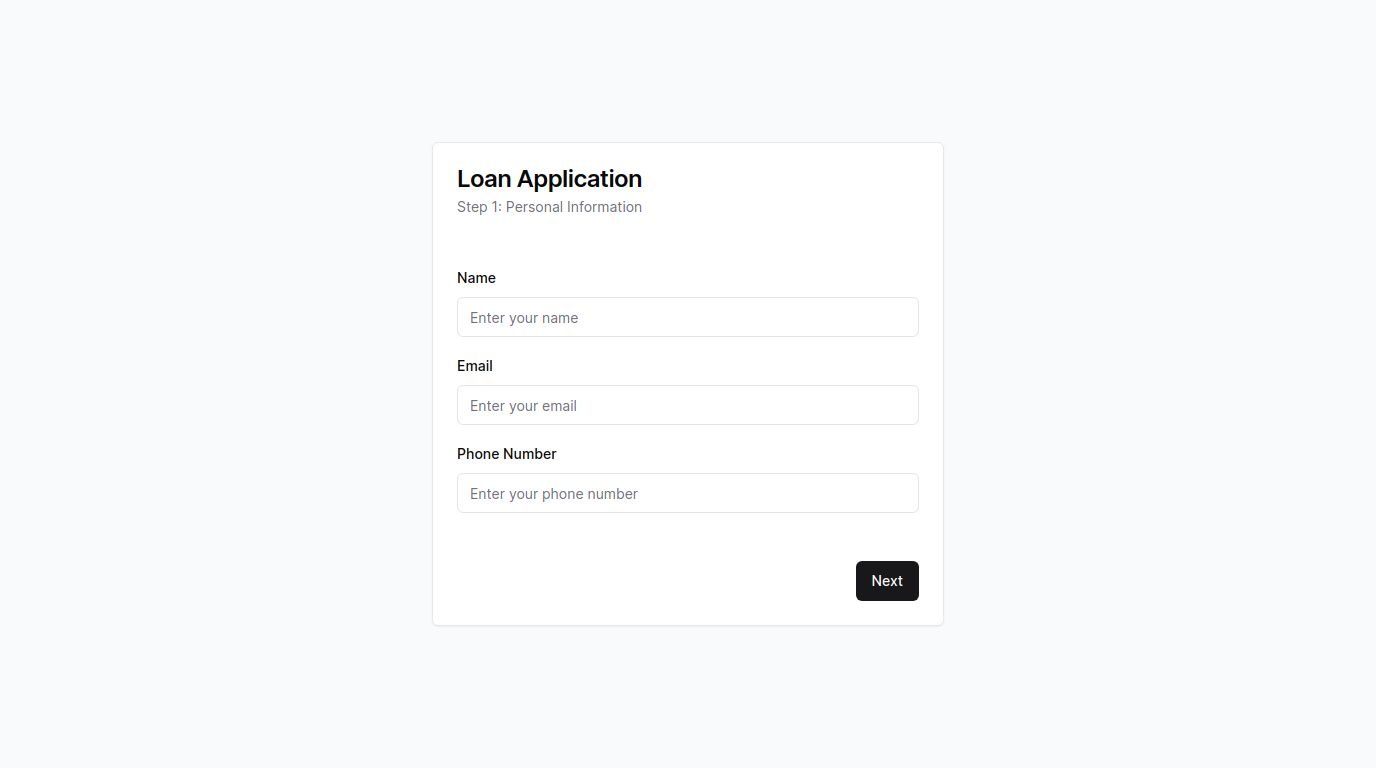 Loan Application
Step 1: Personal Information
Name
Enter your name
Email
Enter your email
Phone Number
Enter your phone number
Next